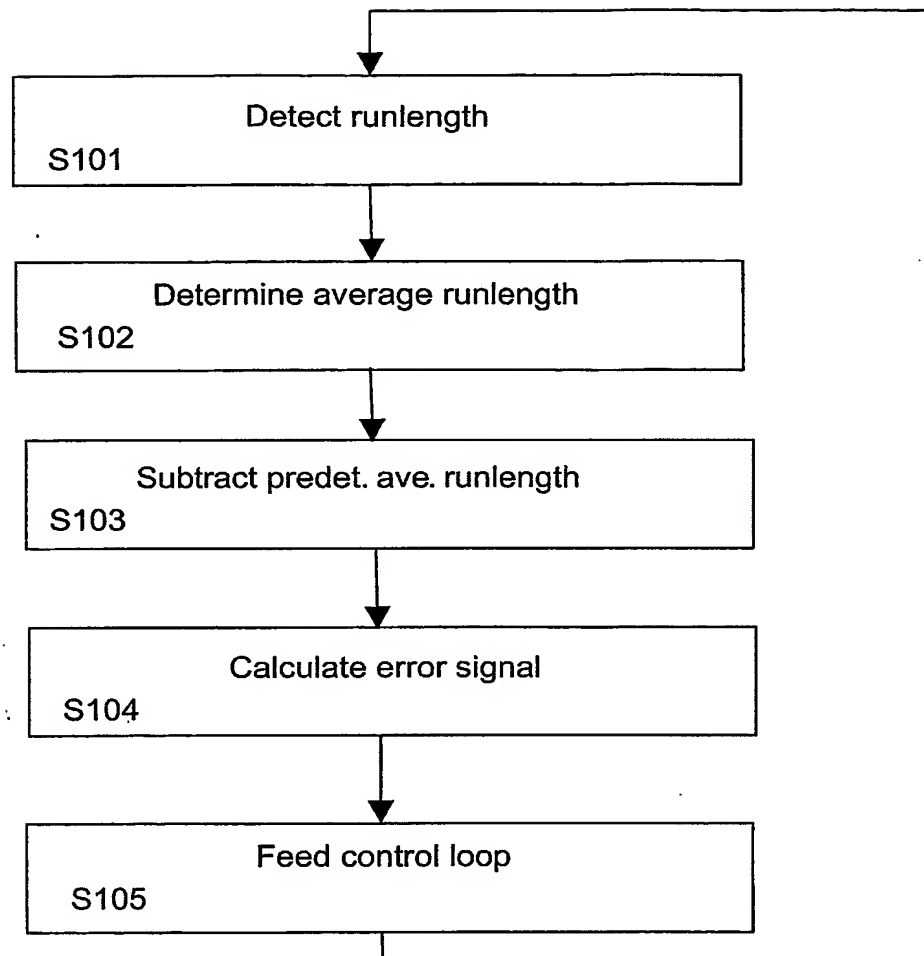 Detect runlength
S101
Determine average runlength
S102
Subtract predet. ave. runlength
S103
Calculate error signal
S104
Feed control loop
S105